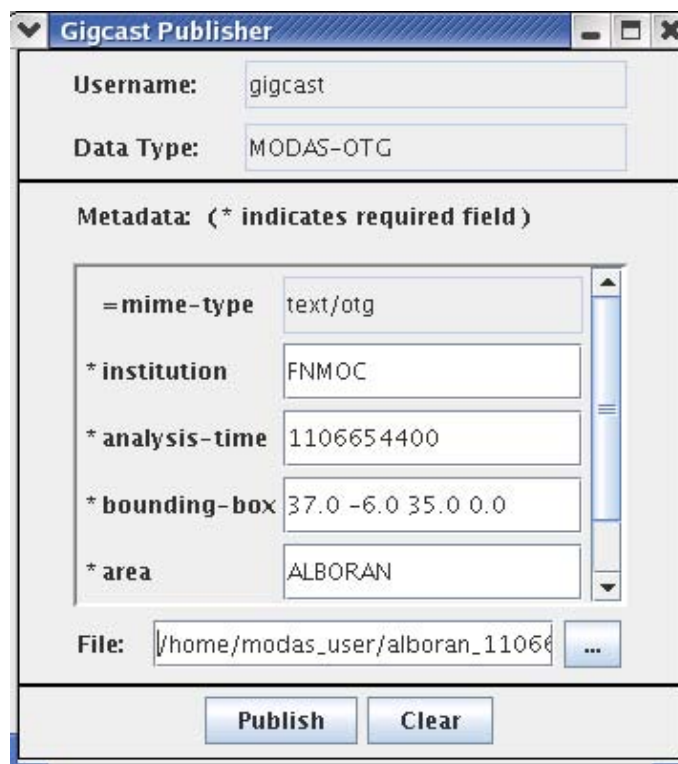 Gigcast Publisher
Username: gigcast
Data Type: MODAS-OTG
Metadata: (* indicates required field)
=mime-type text/otg
*institution FNMOC
*analysis-time 1106654400
*bounding-box 37.0 -6.0 35.0 0.0
*area ALBORAN
File: /home/modas_user/alboran_11066 ...
Publish Clear